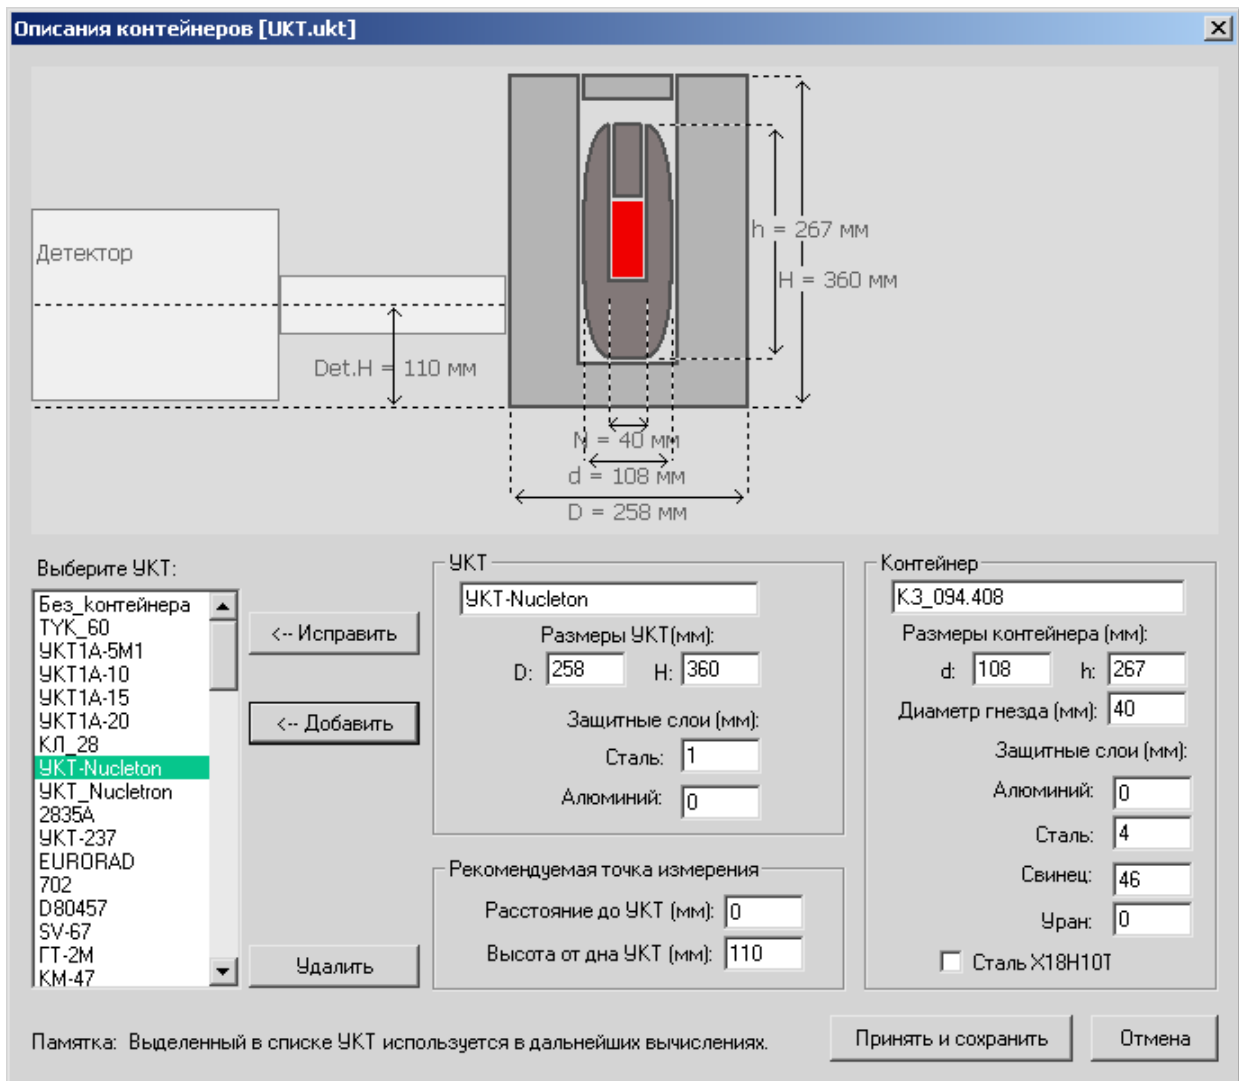 Описания контейнеров [UKT.ukt]
Детектор
h = 267 мм
H = 360 мм
Det.H = 110 мм
N = 40 мм
d = 108 мм
D = 258 мм
Выберите УКТ:
Без_контейнера
TYK_60
УКТ1А-5М1
УКТ1А-10
УКТ1А-15
УКТ1А-20
КЛ_28
УКТ-Nucleton
УКТ_Nucletron
2835А
УКТ-237
EURORAD
702
D80457
SV-67
ГТ-2М
КМ-47
<-- Исправить
<-- Добавить
Удалить
УКТ
УКТ-Nucleton
Размеры УКТ(мм):
D: 258 H: 360
Защитные слои (мм):
Сталь: 1
Алюминий: 0
Рекомендуемая точка измерения
Расстояние до УКТ (мм): 0
Высота от дна УКТ (мм): 110
Контейнер
К.З_094.408
Размеры контейнера (мм):
d: 108 h: 267
Диаметр гнезда (мм): 40
Защитные слои (мм):
Алюминий: 0
Сталь: 4
Свинец: 46
Уран: 0
Сталь Х18Н10Т
Памятка: Выделенный в списке УКТ используется в дальнейших вычислениях.
Принять и сохранить
Отмена